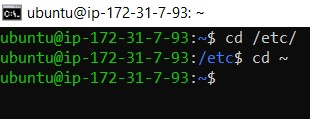 C:\. ubuntu@ip-172-31-7-93: ~
ubuntu@ip-172-31-7-93:~$ cd /etc/
ubuntu@ip-172-31-7-93:/etc$ cd ~
ubuntu@ip-172-31-7-93:~$